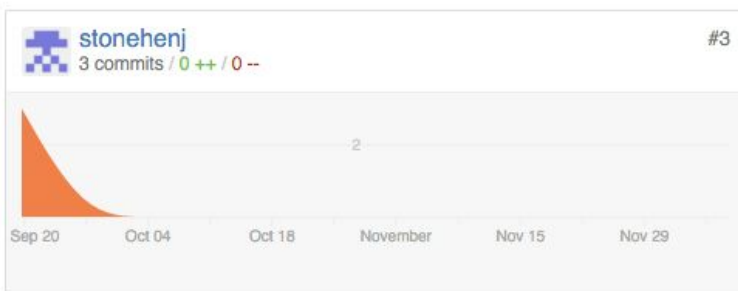 stonehenj
#3
3 commits / 0 ++ / 0 --
2
Sep 20 Oct 04 Oct 18 November Nov 15 Nov 29